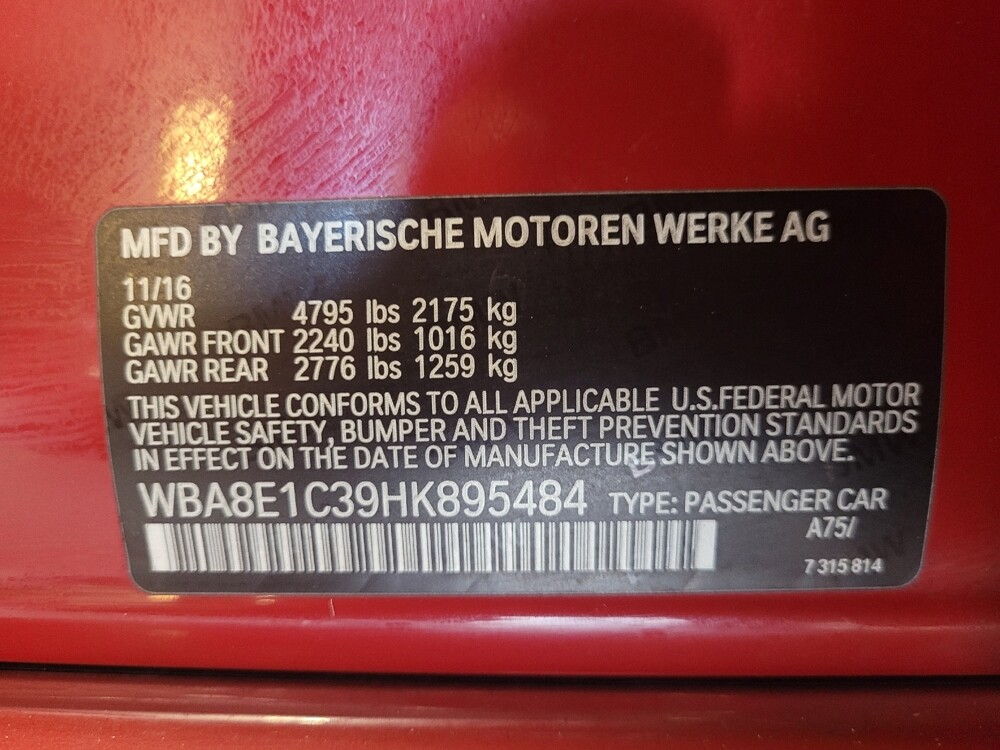 MFD BY BAYERISCHE MOTOREN WERKE AG
11/16
GVWR 4795 lbs 2175 kg
GAWR FRONT 2240 lbs 1016 kg
GAWR REAR 2776 lbs 1259 kg
THIS VEHICLE CONFORMS TO ALL APPLICABLE U.S.FEDERAL MOTOR
VEHICLE SAFETY, BUMPER AND THEFT PREVENTION STANDARDS
IN EFFECT ON THE DATE OF MANUFACTURE SHOWN ABOVE.
WBA8E1C39HK895484 TYPE: PASSENGER CAR
A75/
7 315 814